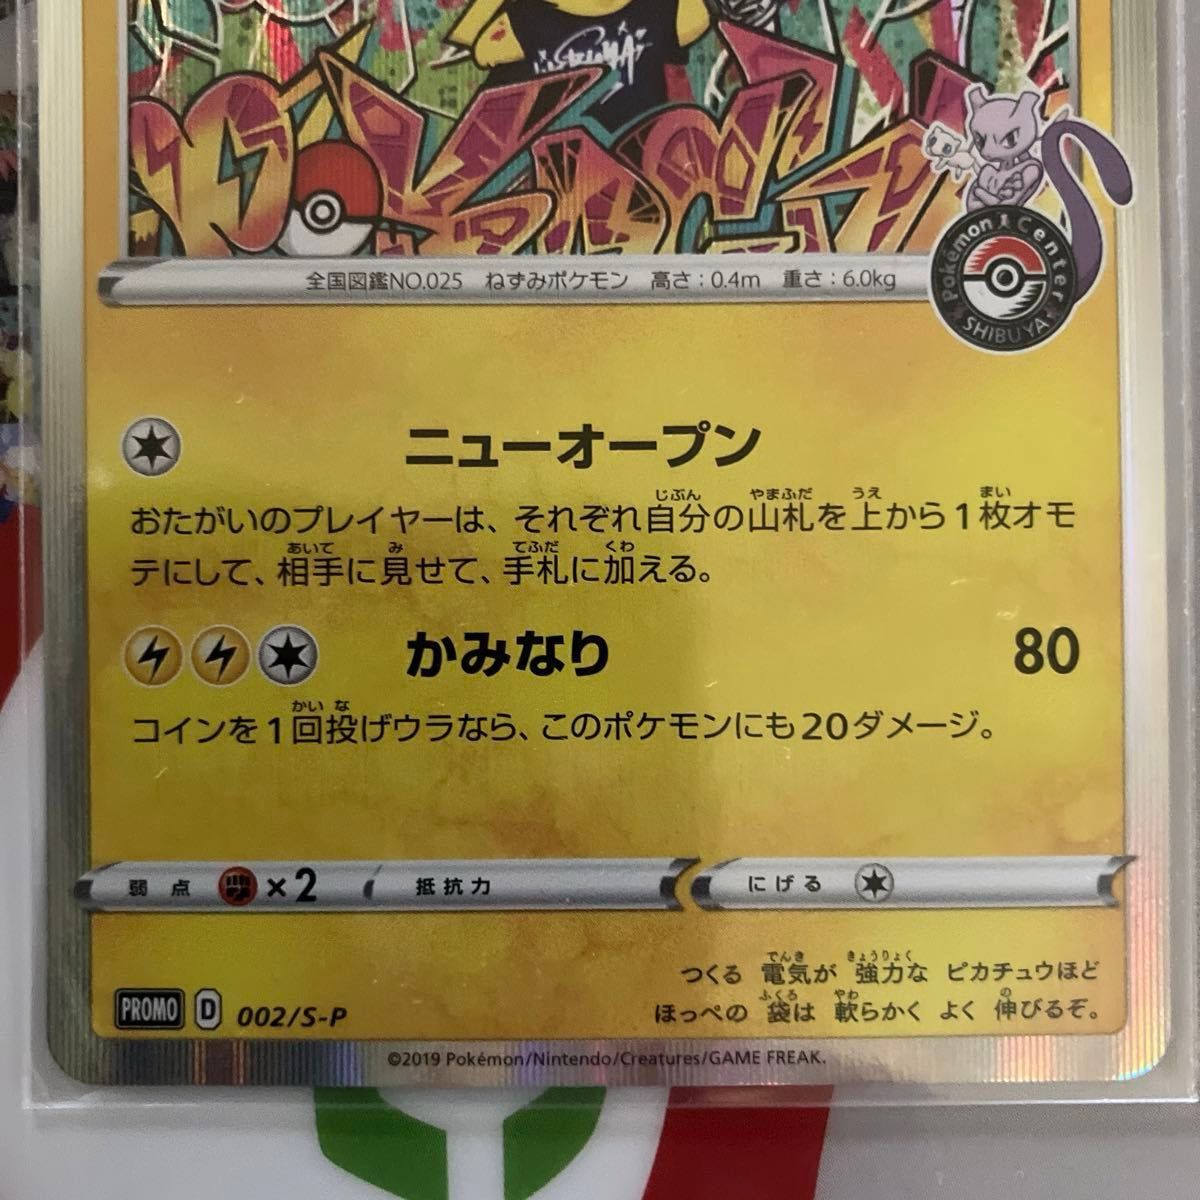 全国図鑑NO.025 ねずみポケモン 高さ:0.4m 重さ:6.0kg
Pokémon Center
SHIBUYA
ニューオープン
おたがいのプレイヤーは、それぞれ自分の山札を上から1枚オモ
テにして、相手に見せて、手札に加える。
かみなり 80
コインを1回投げウラなら、このポケモンにも20ダメージ。
弱点 ×2 抵抗力 にげる
つくる 電気が 強力な ピカチュウほど
ほっぺの 袋は 軟らかく よく 伸びるぞ。
PROMO D 002/S-P
©2019 Pokémon/Nintendo/Creatures/GAME FREAK.